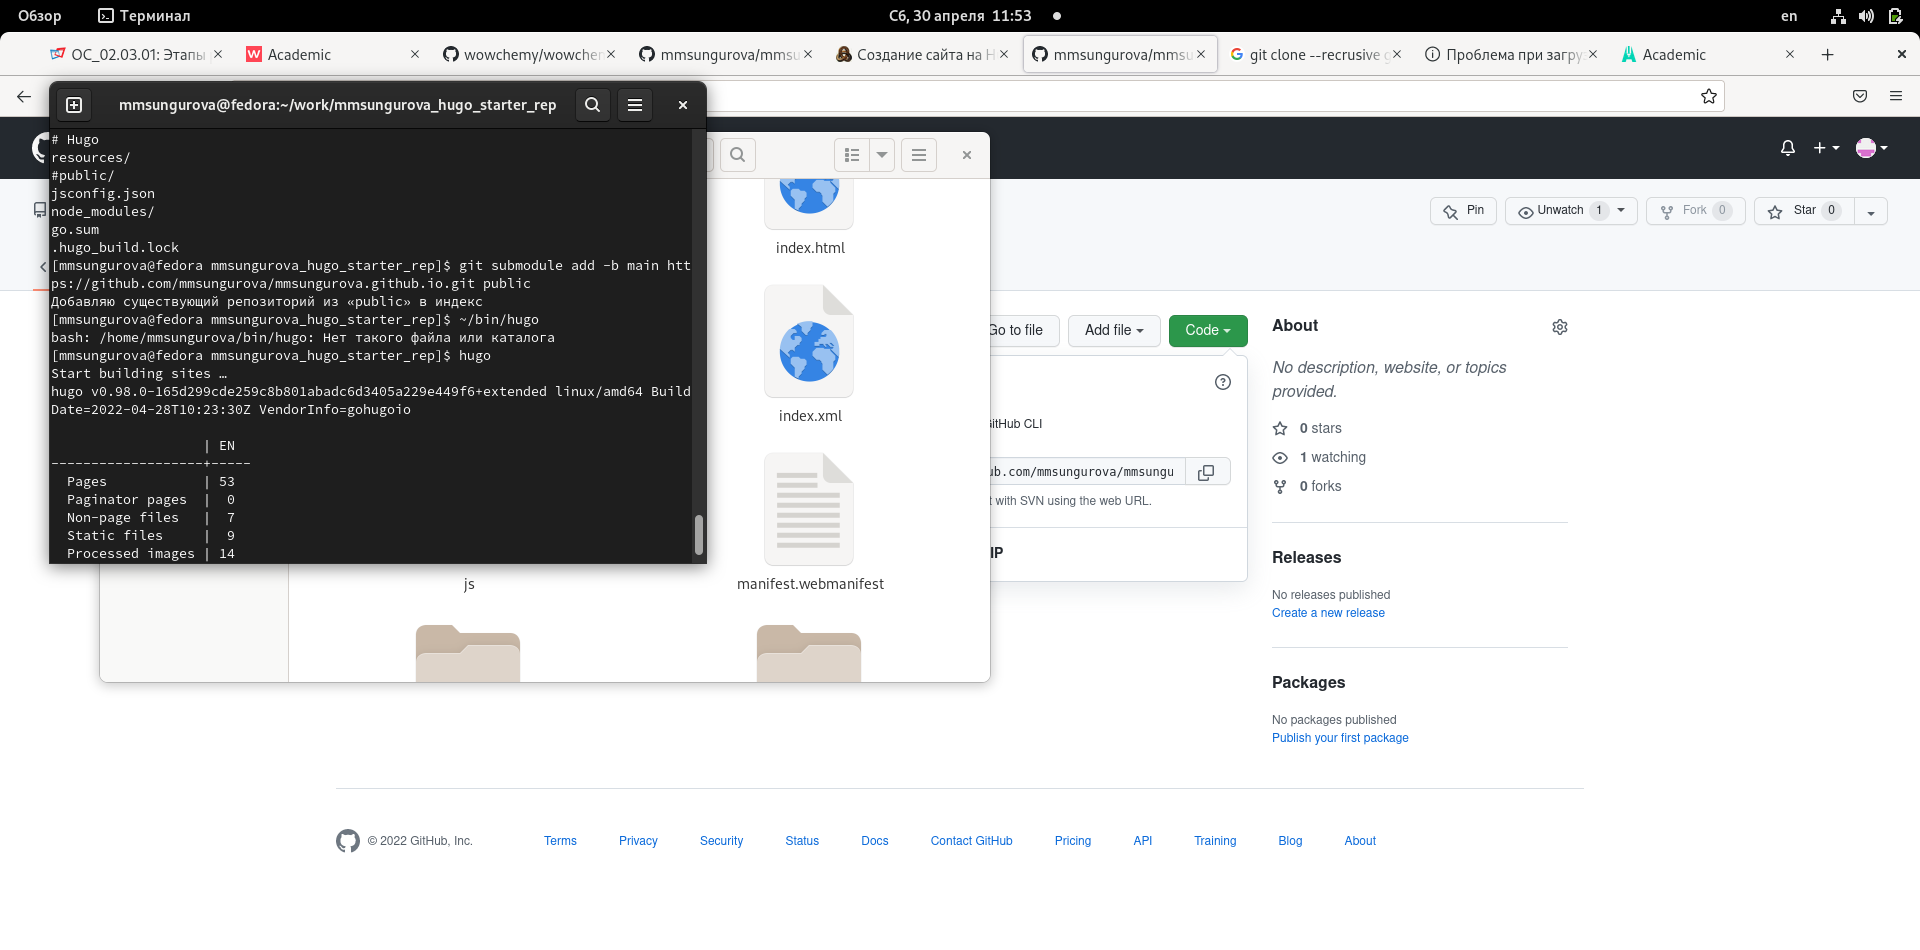 Обзор
Терминал
Сб, 30 апреля 11:53
en
ОС_02.03.01: Этапы
Academic
wowchemy/wowchem
mmsungurova/mmsu
Создание сайта на H
mmsungurova/mmsu
git clone --recrusive g
Проблема при загру
Academic
mmsungurova@fedora:~/work/mmsungurova_hugo_starter_rep
# Hugo
resources/
#public/
jsconfig.json
node_modules/
go.sum
.hugo_build.lock
[mmsungurova@fedora mmsungurova_hugo_starter_rep]$ git submodule add -b main htt
ps://github.com/mmsungurova/mmsungurova.github.io.git public
Добавляю существующий репозиторий из «public» в индекс
[mmsungurova@fedora mmsungurova_hugo_starter_rep]$ ~/bin/hugo
bash: /home/mmsungurova/bin/hugo: Нет такого файла или каталога
[mmsungurova@fedora mmsungurova_hugo_starter_rep]$ hugo
Start building sites …
hugo v0.98.0-165d299cde259c8b801abadc6d3405a229e449f6+extended linux/amd64 Build
Date=2022-04-28T10:23:30Z VendorInfo=gohugoio
| EN
-------------------+-----
Pages | 53
Paginator pages | 0
Non-page files | 7
Static files | 9
Processed images | 14
index.html
index.xml
js
manifest.webmanifest
Pin
Unwatch 1
Fork 0
Star 0
Go to file
Add file
Code
GitHub CLI
ub.com/mmsungurova/mmsungu
t with SVN using the web URL.
IP
About
No description, website, or topics
provided.
0 stars
1 watching
0 forks
Releases
No releases published
Create a new release
Packages
No packages published
Publish your first package
© 2022 GitHub, Inc.
Terms
Privacy
Security
Status
Docs
Contact GitHub
Pricing
API
Training
Blog
About